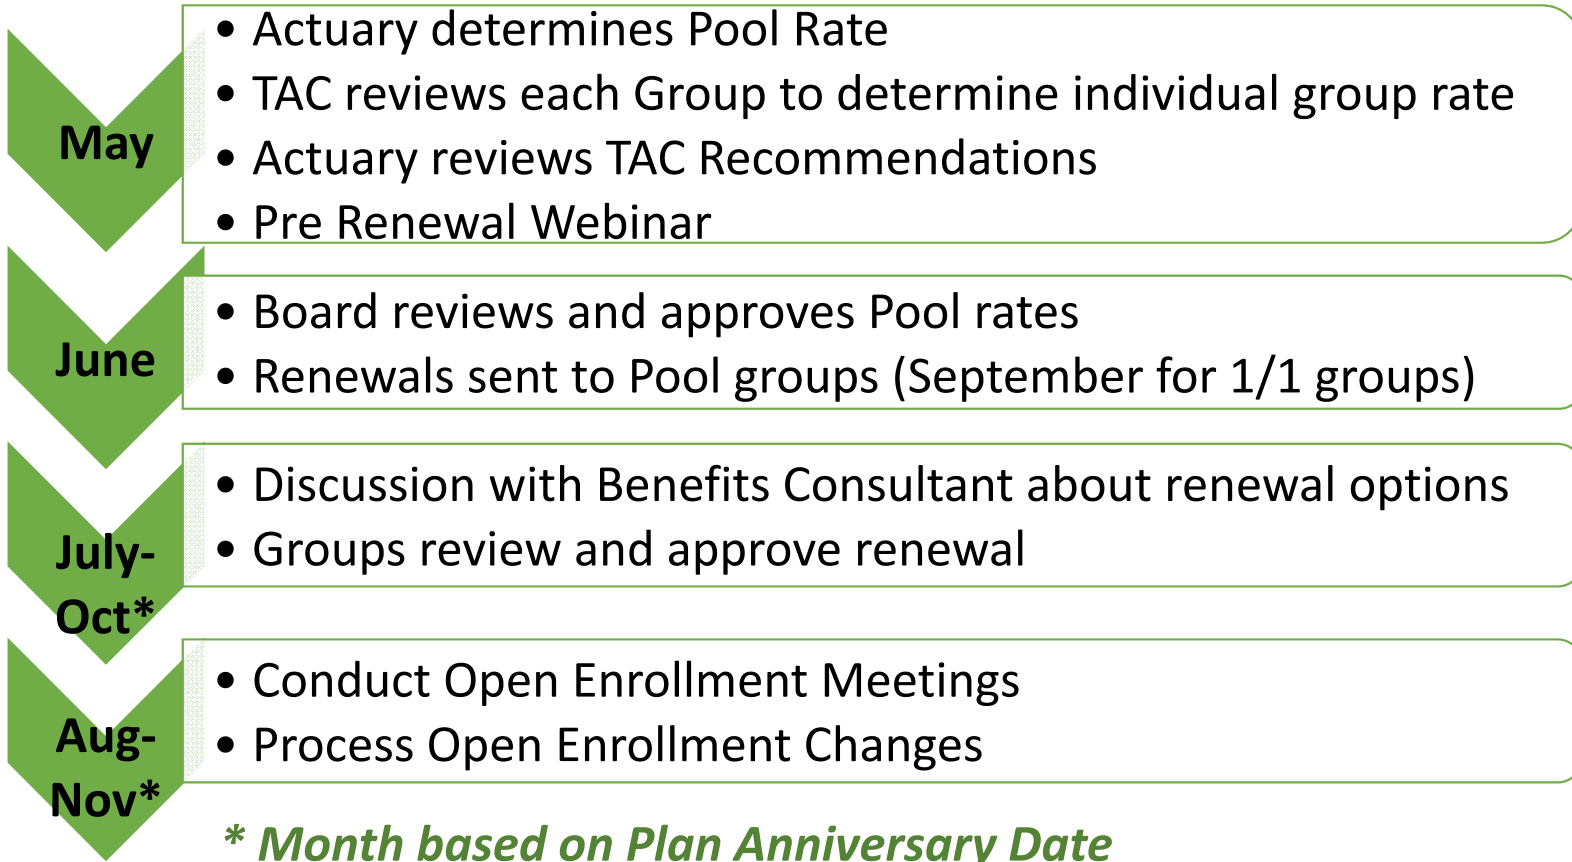 May
• Actuary determines Pool Rate
• TAC reviews each Group to determine individual group rate
• Actuary reviews TAC Recommendations
• Pre Renewal Webinar
June
• Board reviews and approves Pool rates
• Renewals sent to Pool groups (September for 1/1 groups)
July-
Oct*
• Discussion with Benefits Consultant about renewal options
• Groups review and approve renewal
Aug-
Nov*
• Conduct Open Enrollment Meetings
• Process Open Enrollment Changes
* Month based on Plan Anniversary Date